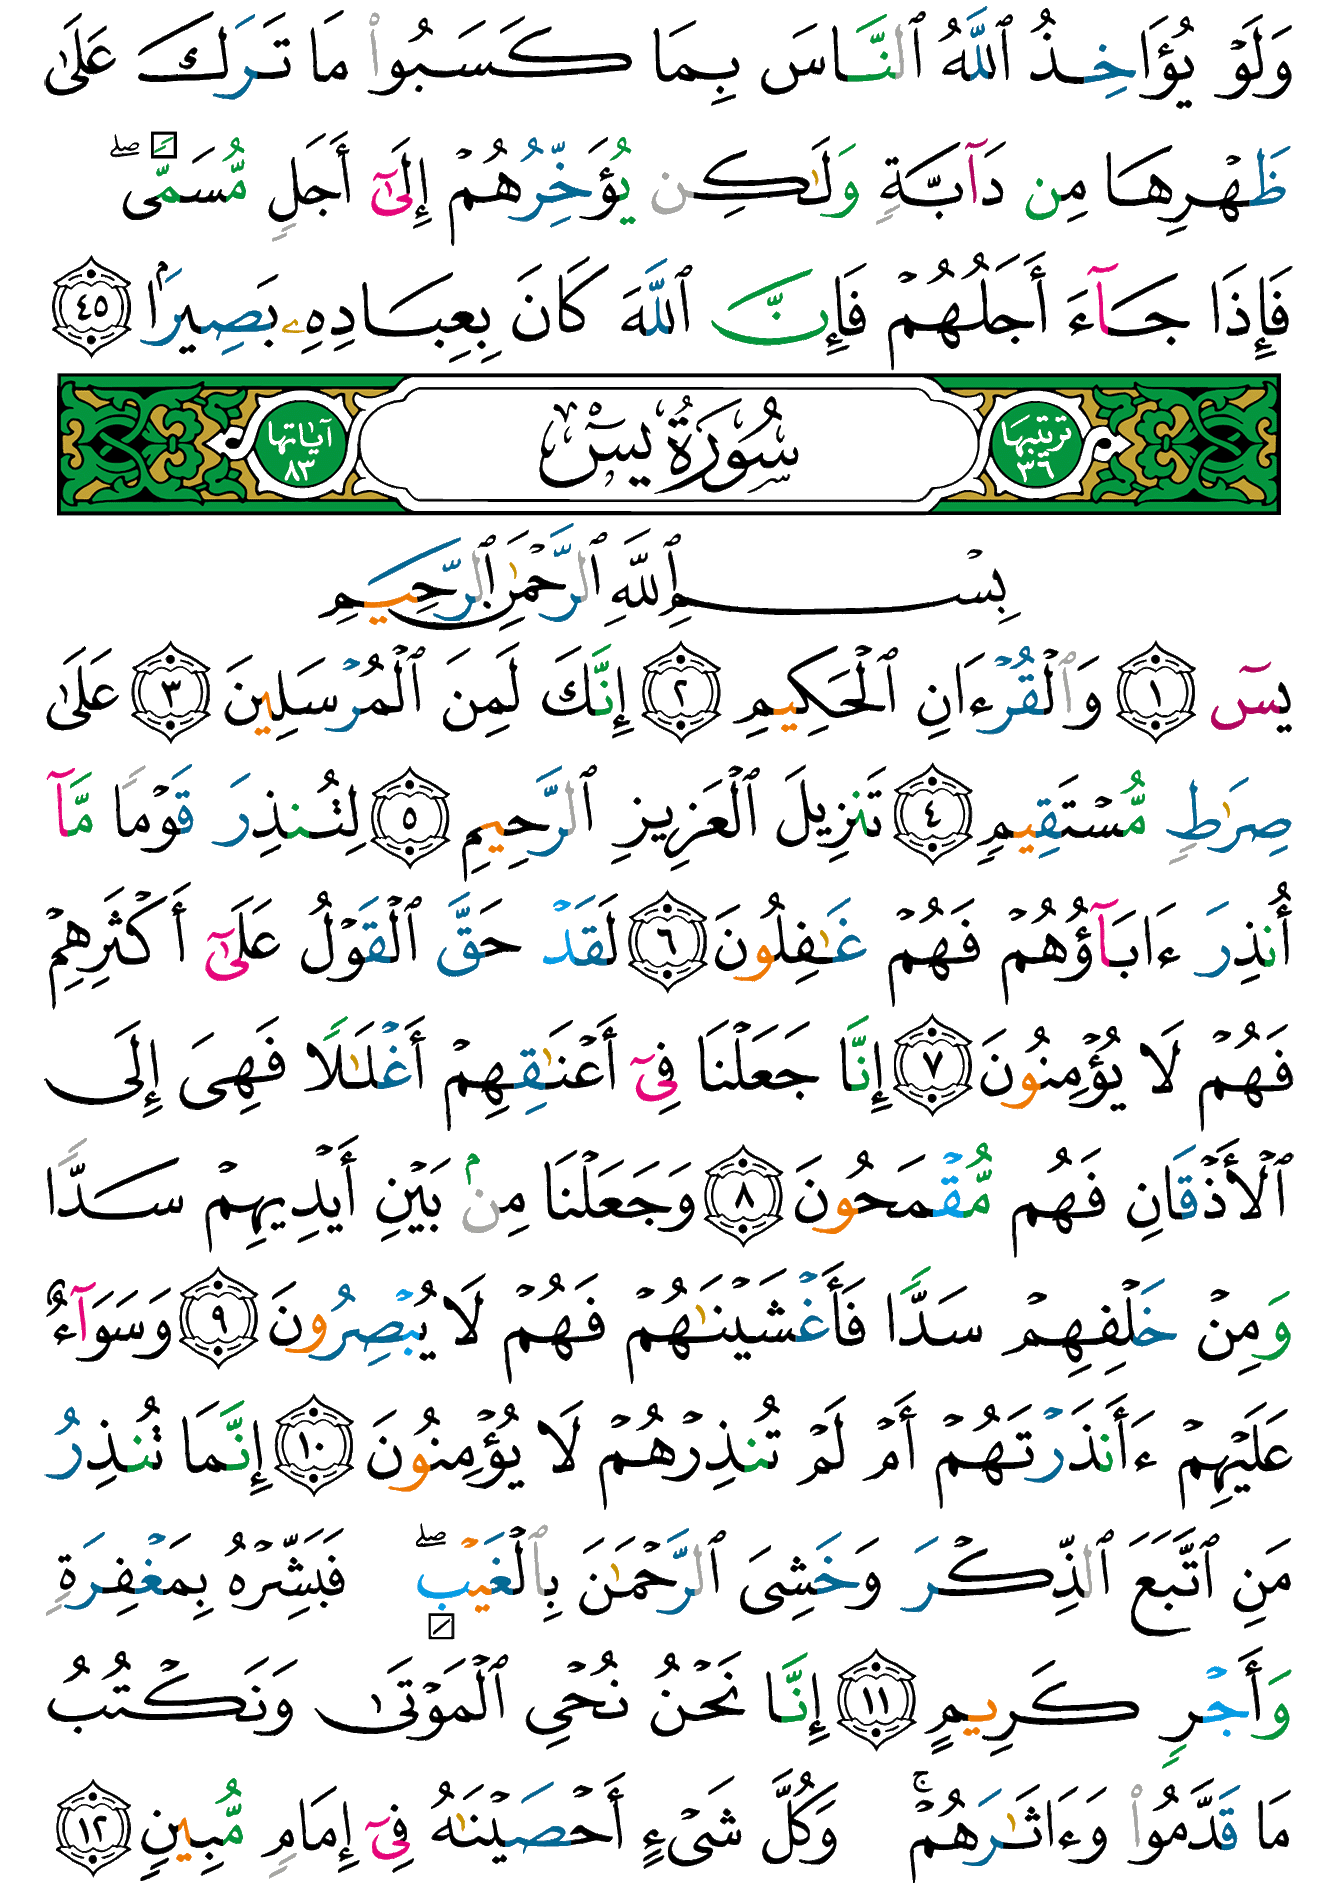 وَلَوْ يُؤَاخِذُ ٱللَّهُ ٱلنَّاسَ بِمَا كَسَبُوا۟ مَا تَرَكَ عَلَىٰ
ظَهْرِهَا مِن دَآبَّةٍ وَلَـٰكِن يُؤَخِّرُهُمْ إِلَىٰٓ أَجَلٍ مُّسَمًّى ۖ
فَإِذَا جَآءَ أَجَلُهُمْ فَإِنَّ ٱللَّهَ كَانَ بِعِبَادِهِۦ بَصِيرًۢا ٤٥
ترتيبها ٣٦ سُورَةُ يسٓ آياتها ٨٣
بِسْمِ ٱللَّهِ ٱلرَّحْمَـٰنِ ٱلرَّحِيمِ
يسٓ ١ وَٱلْقُرْءَانِ ٱلْحَكِيمِ ٢ إِنَّكَ لَمِنَ ٱلْمُرْسَلِينَ ٣ عَلَىٰ
صِرَٰطٍ مُّسْتَقِيمٍ ٤ تَنزِيلَ ٱلْعَزِيزِ ٱلرَّحِيمِ ٥ لِتُنذِرَ قَوْمًا مَّآ
أُنذِرَ ءَابَآؤُهُمْ فَهُمْ غَـٰفِلُونَ ٦ لَقَدْ حَقَّ ٱلْقَوْلُ عَلَىٰٓ أَكْثَرِهِمْ
فَهُمْ لَا يُؤْمِنُونَ ٧ إِنَّا جَعَلْنَا فِىٓ أَعْنَـٰقِهِمْ أَغْلَـٰلًا فَهِىَ إِلَى
ٱلْأَذْقَانِ فَهُم مُّقْمَحُونَ ٨ وَجَعَلْنَا مِنۢ بَيْنِ أَيْدِيهِمْ سَدًّا
وَمِنْ خَلْفِهِمْ سَدًّا فَأَغْشَيْنَـٰهُمْ فَهُمْ لَا يُبْصِرُونَ ٩ وَسَوَآءٌ
عَلَيْهِمْ ءَأَنذَرْتَهُمْ أَمْ لَمْ تُنذِرْهُمْ لَا يُؤْمِنُونَ ١٠ إِنَّمَا تُنذِرُ
مَنِ ٱتَّبَعَ ٱلذِّكْرَ وَخَشِىَ ٱلرَّحْمَـٰنَ بِٱلْغَيْبِ ۖ فَبَشِّرْهُ بِمَغْفِرَةٍ
وَأَجْرٍ كَرِيمٍ ١١ إِنَّا نَحْنُ نُحْىِ ٱلْمَوْتَىٰ وَنَكْتُبُ
مَا قَدَّمُوا۟ وَءَاثَـٰرَهُمْ ۚ وَكُلَّ شَىْءٍ أَحْصَيْنَـٰهُ فِىٓ إِمَامٍ مُّبِينٍ ١٢